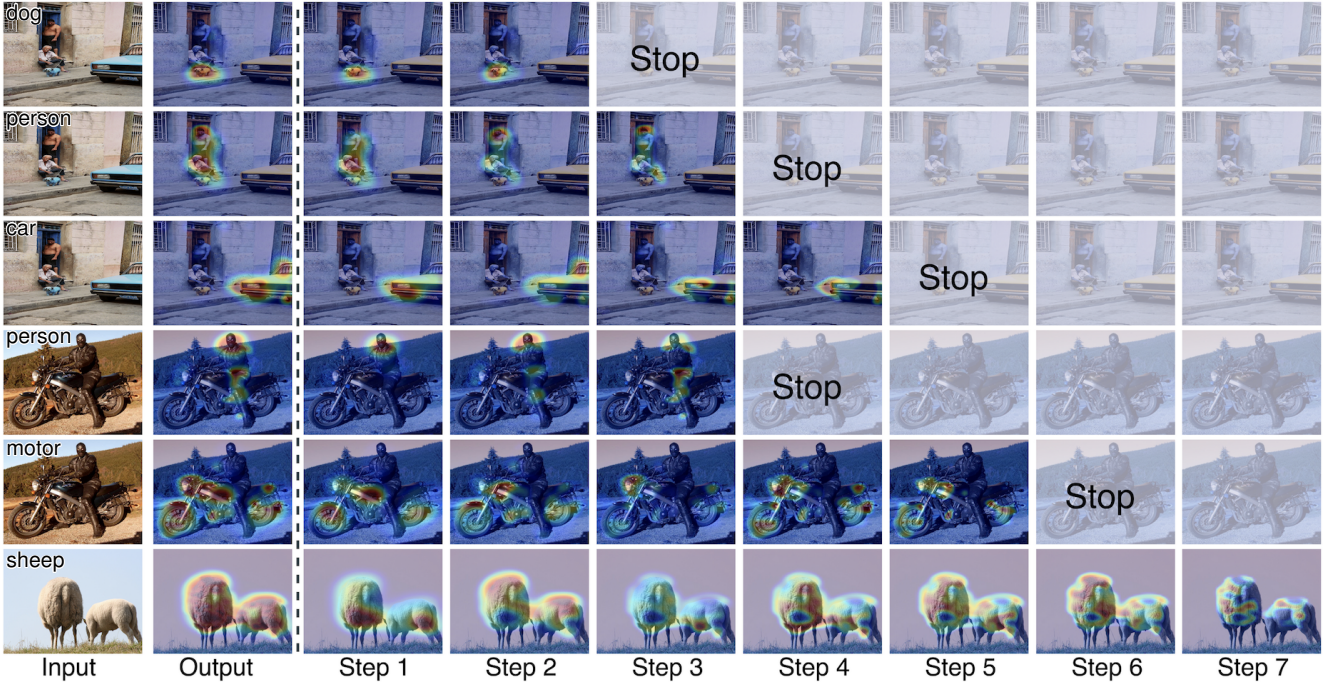 dog
Stop
person
Stop
car
Stop
person
Stop
motor
Stop
sheep
Input Output Step 1 Step 2 Step 3 Step 4 Step 5 Step 6 Step 7